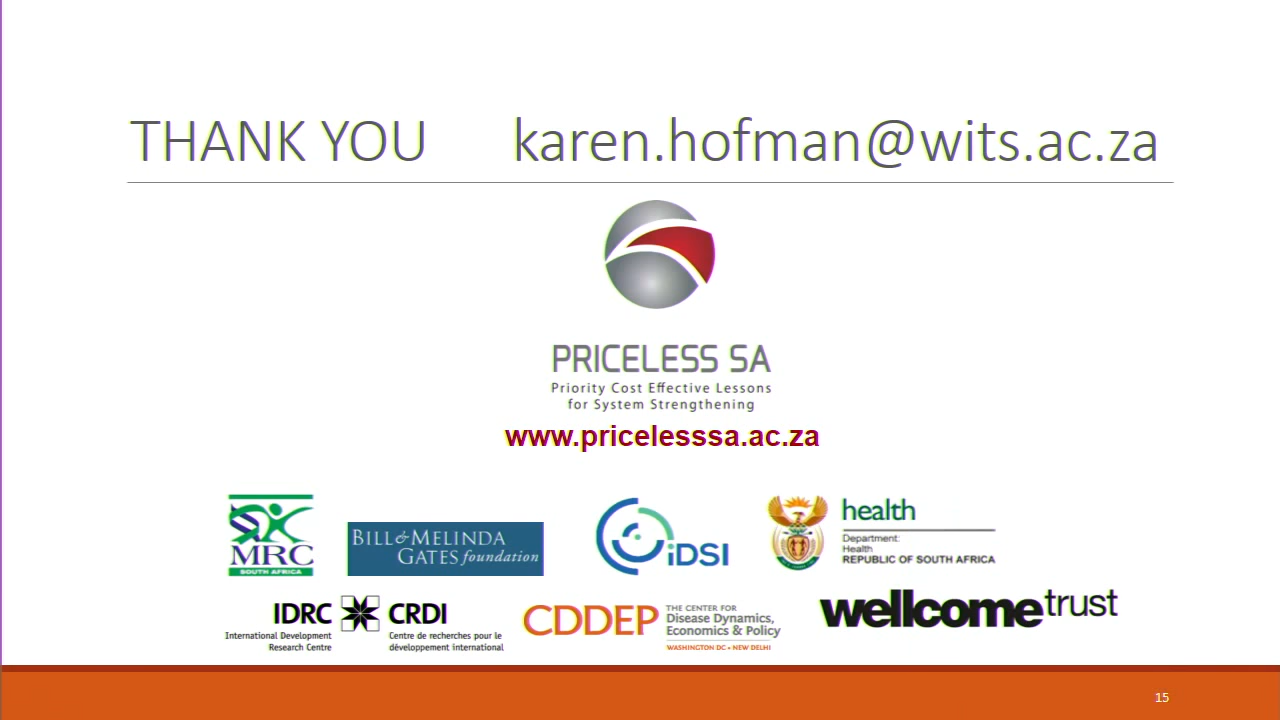 THANK YOU karen.hofman@wits.ac.za
PRICELESS SA
Priority Cost Effective Lessons
for System Strengthening
www.pricelesssa.ac.za
MRC
SOUTH AFRICA
BILL & MELINDA
GATES foundation
iDSI
health
Department:
Health
REPUBLIC OF SOUTH AFRICA
IDRC CRDI
International Development
Research Centre
Centre de recherches pour le
développement international
CDDEP
THE CENTER FOR
Disease Dynamics,
Economics & Policy
WASHINGTON DC • NEW DELHI
wellcometrust
15